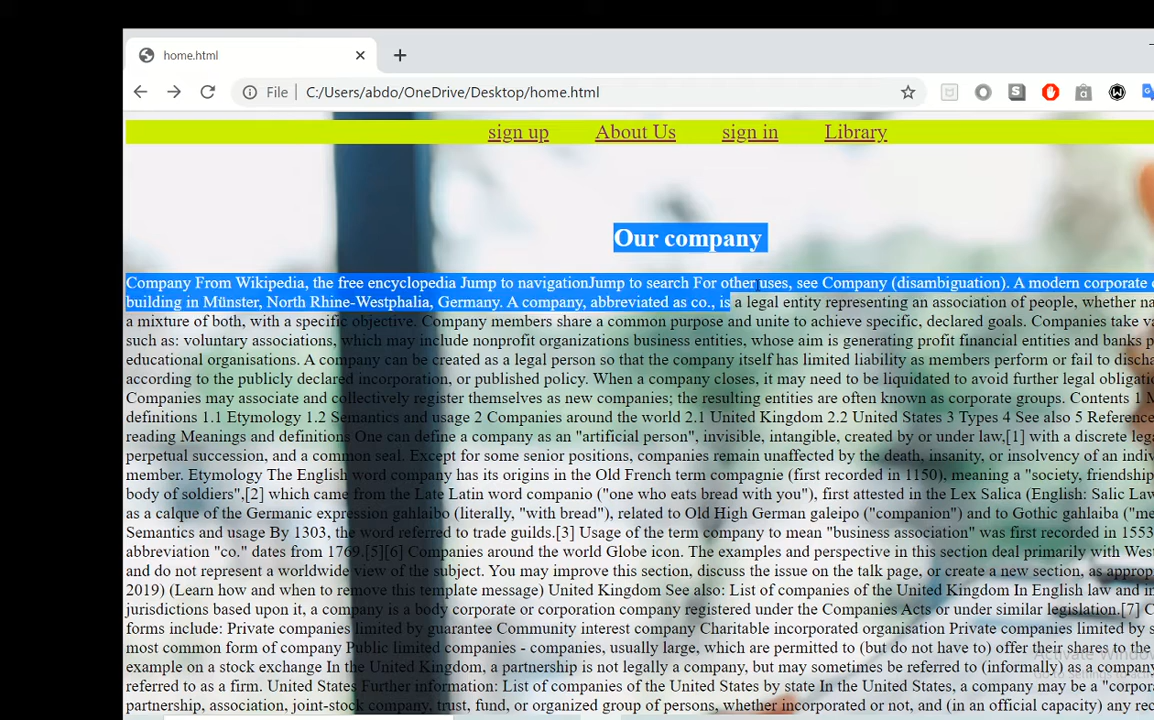 home.html
File C:/Users/abdo/OneDrive/Desktop/home.html
sign up About Us sign in Library
Our company
Company From Wikipedia, the free encyclopedia Jump to navigationJump to search For other uses, see Company (disambiguation). A modern corporate
building in Münster, North Rhine-Westphalia, Germany. A company, abbreviated as co., is a legal entity representing an association of people, whether
a mixture of both, with a specific objective. Company members share a common purpose and unite to achieve specific, declared goals. Companies take
such as: voluntary associations, which may include nonprofit organizations business entities, whose aim is generating profit financial entities and banks
educational organisations. A company can be created as a legal person so that the company itself has limited liability as members perform or fail to
according to the publicly declared incorporation, or published policy. When a company closes, it may need to be liquidated to avoid further legal
Companies may associate and collectively register themselves as new companies; the resulting entities are often known as corporate groups. Contents 1
definitions 1.1 Etymology 1.2 Semantics and usage 2 Companies around the world 2.1 United Kingdom 2.2 United States 3 Types 4 See also 5
reading Meanings and definitions One can define a company as an "artificial person", invisible, intangible, created by or under law,[1] with a discrete
perpetual succession, and a common seal. Except for some senior positions, companies remain unaffected by the death, insanity, or insolvency of an
member. Etymology The English word company has its origins in the Old French term compagnie (first recorded in 1150), meaning a "society, friendship
body of soldiers",[2] which came from the Late Latin word companio ("one who eats bread with you"), first attested in the Lex Salica (English: Salic
as a calque of the Germanic expression gahlaibo (literally, "with bread"), related to Old High German galeipo ("companion") and to Gothic gahlaiba
Semantics and usage By 1303, the word referred to trade guilds.[3] Usage of the term company to mean "business association" was first recorded in 1553
abbreviation "co." dates from 1769.[5][6] Companies around the world Globe icon. The examples and perspective in this section deal primarily with
and do not represent a worldwide view of the subject. You may improve this section, discuss the issue on the talk page, or create a new section, as
2019) (Learn how and when to remove this template message) United Kingdom See also: List of companies of the United Kingdom In English law and
jurisdictions based upon it, a company is a body corporate or corporation company registered under the Companies Acts or under similar legislation.[7]
forms include: Private companies limited by guarantee Community interest company Charitable incorporated organisation Private companies limited by
most common form of company Public limited companies - companies, usually large, which are permitted to (but do not have to) offer their shares to the
example on a stock exchange In the United Kingdom, a partnership is not legally a company, but may sometimes be referred to (informally) as a
referred to as a firm. United States Further information: List of companies of the United States by state In the United States, a company may be a
partnership, association, joint-stock company, trust, fund, or organized group of persons, whether incorporated or not, and (in an official capacity) any